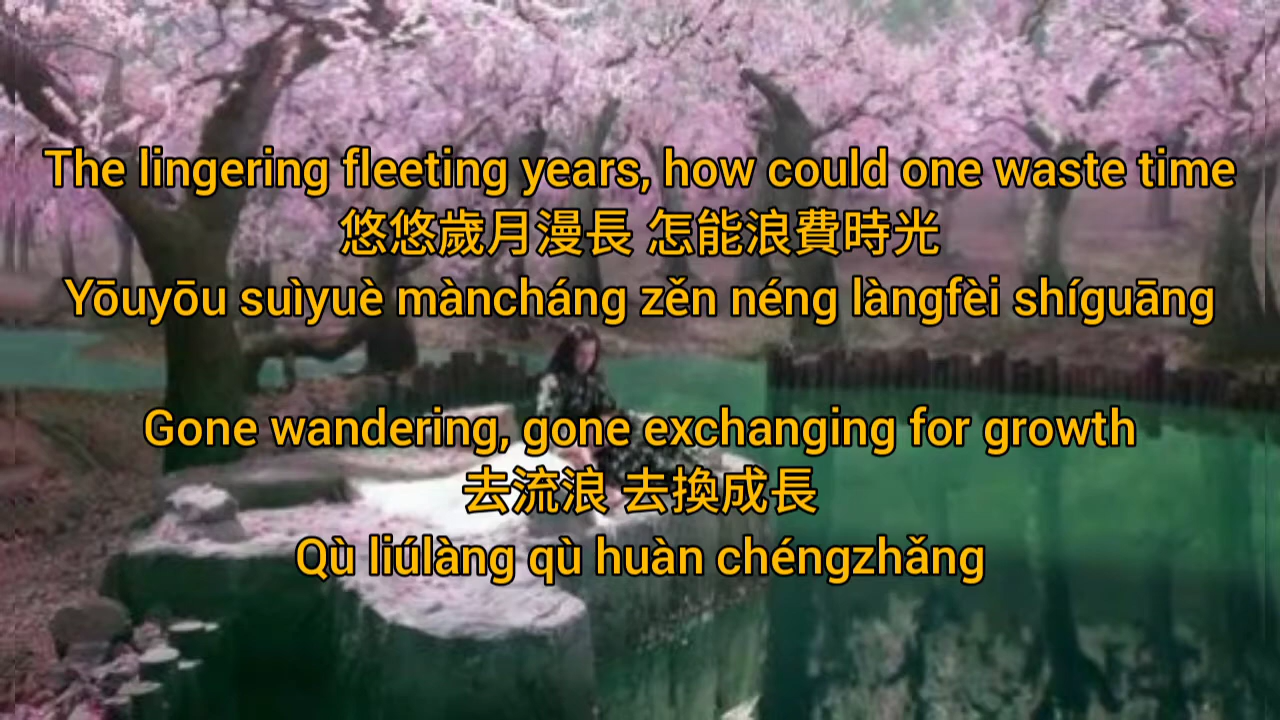 The lingering fleeting years, how could one waste time
悠悠歲月漫長 怎能浪費時光
Yōuyōu suìyuè màncháng zěn néng làngfèi shíguāng
Gone wandering, gone exchanging for growth
去流浪 去換成長
Qù liúlàng qù huàn chéngzhǎng